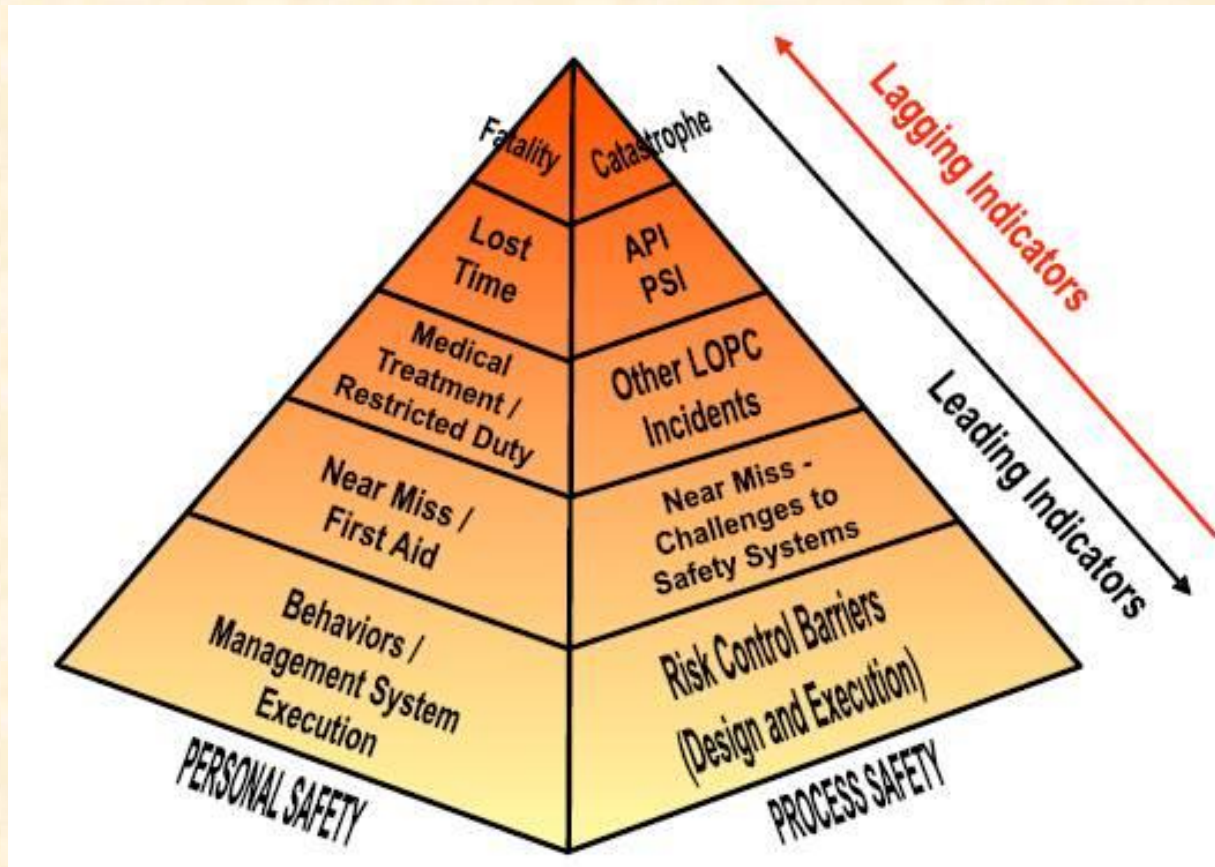 Fatality
Catastrophe
Lost
Time
API
PSI
Medical
Treatment /
Restricted Duty
Other LOPC
Incidents
Near Miss /
First Aid
Near Miss -
Challenges to
Safety Systems
Behaviors /
Management System
Execution
Risk Control Barriers
(Design and Execution)
PERSONAL SAFETY
PROCESS SAFETY
Lagging Indicators
Leading Indicators